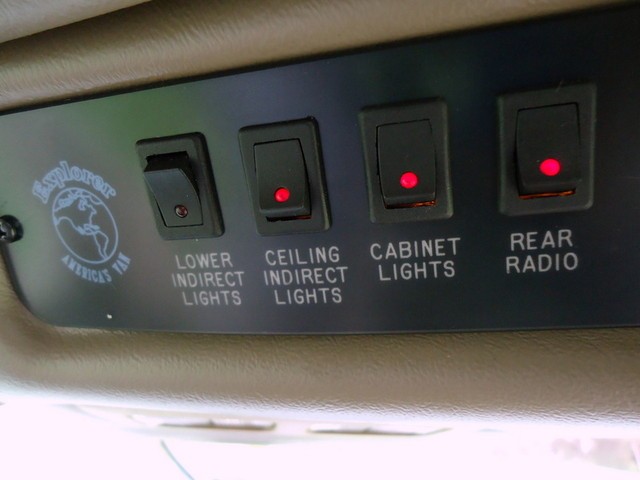 Explorer
AMERICA'S VAN
LOWER
INDIRECT
LIGHTS
CEILING
INDIRECT
LIGHTS
CABINET
LIGHTS
REAR
RADIO